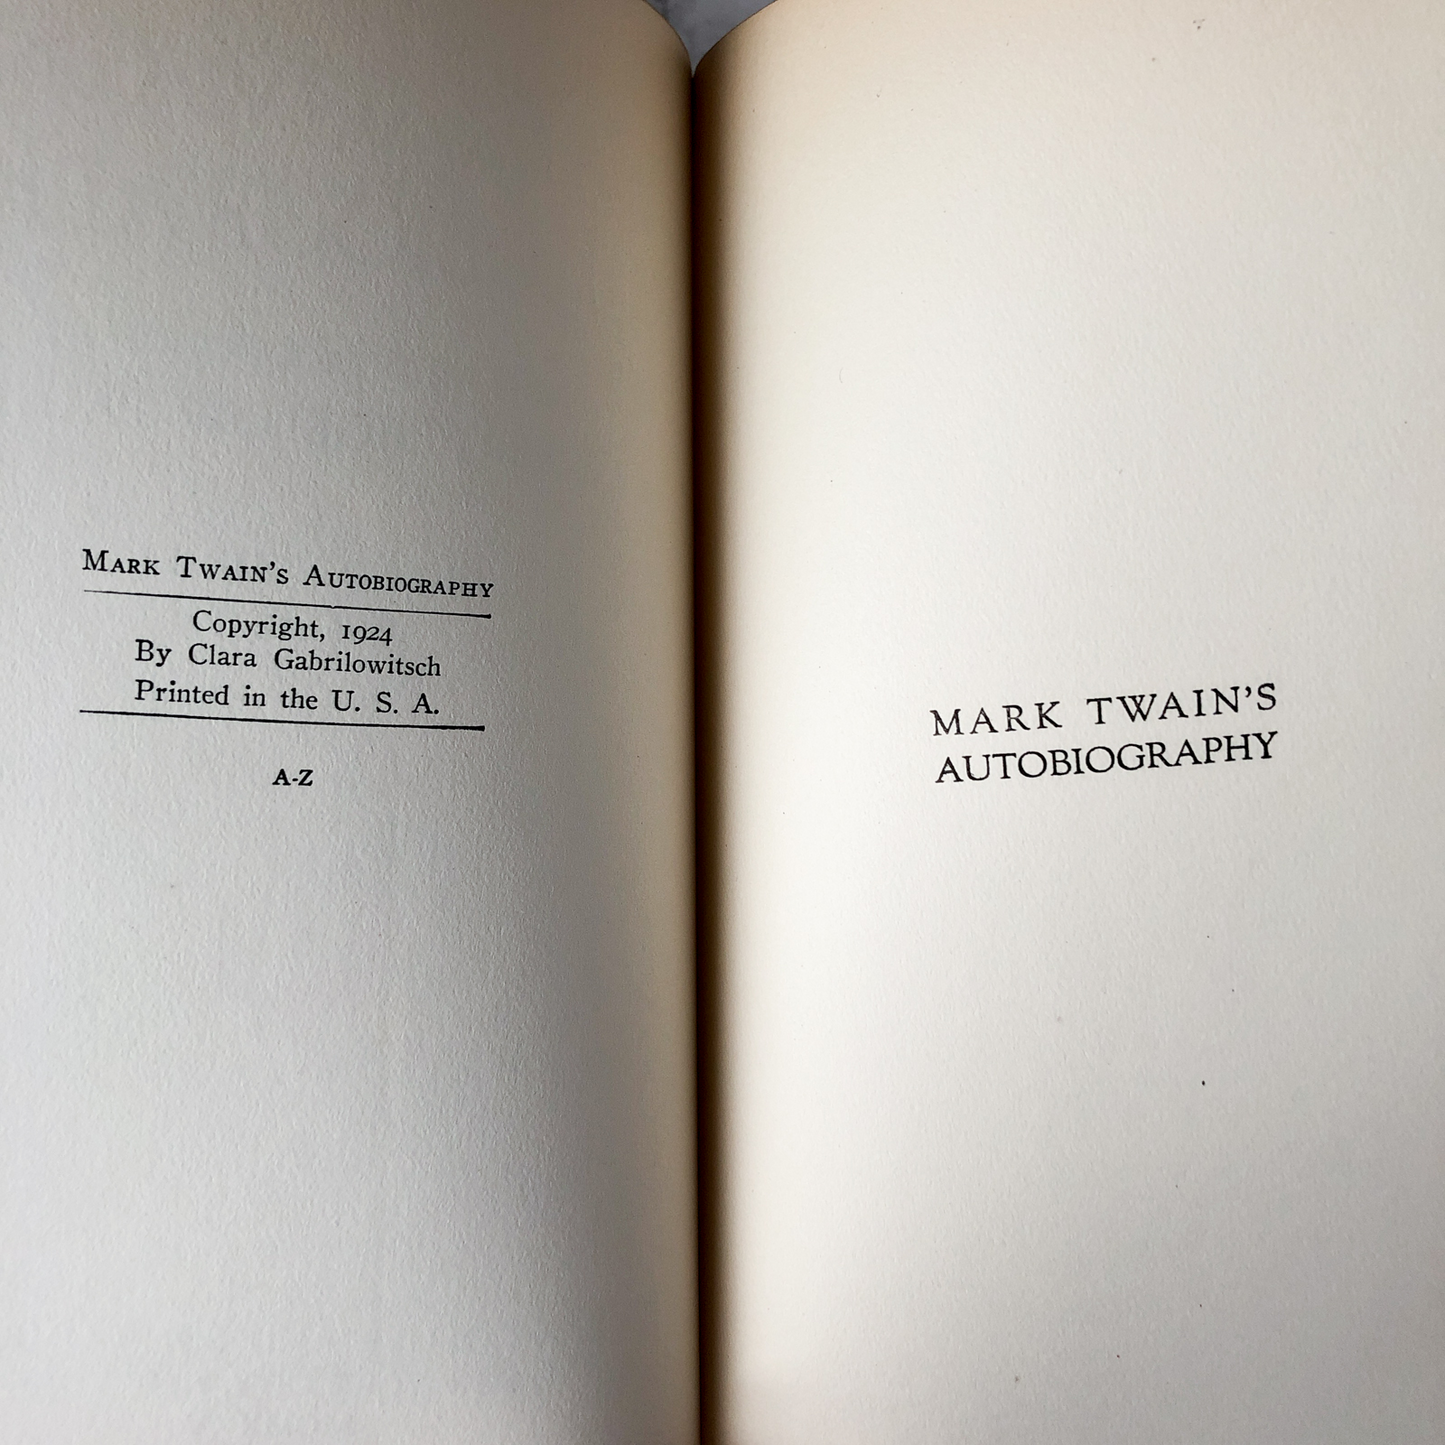 Mark Twain's Autobiography
Copyright, 1924
By Clara Gabrilowitsch
Printed in the U. S. A.
A-Z
MARK TWAIN'S
AUTOBIOGRAPHY